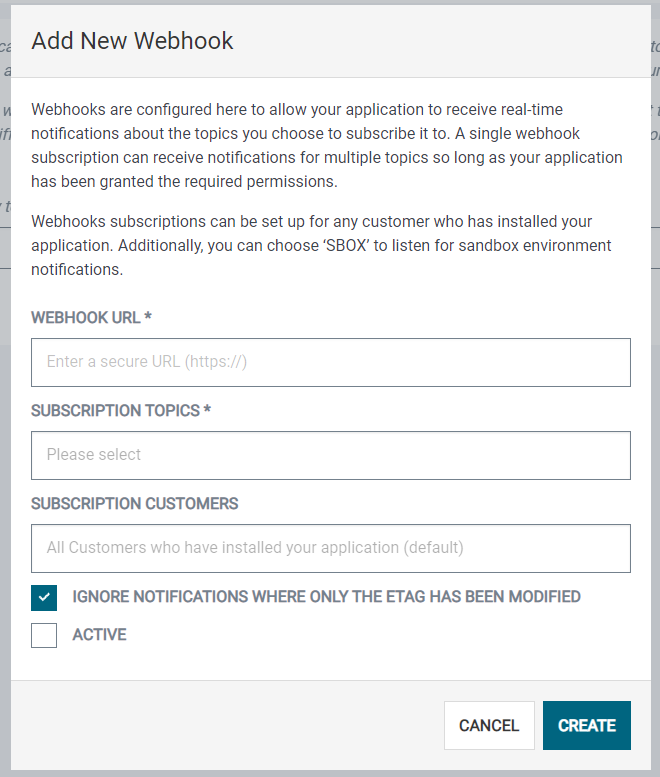 Add New Webhook
Webhooks are configured here to allow your application to receive real-time
notifications about the topics you choose to subscribe it to. A single webhook
subscription can receive notifications for multiple topics so long as your application
has been granted the required permissions.
Webhooks subscriptions can be set up for any customer who has installed your
application. Additionally, you can choose ‘SBOX’ to listen for sandbox environment
notifications.
WEBHOOK URL *
Enter a secure URL (https://)
SUBSCRIPTION TOPICS *
Please select
SUBSCRIPTION CUSTOMERS
All Customers who have installed your application (default)
IGNORE NOTIFICATIONS WHERE ONLY THE ETAG HAS BEEN MODIFIED
ACTIVE
CANCEL
CREATE